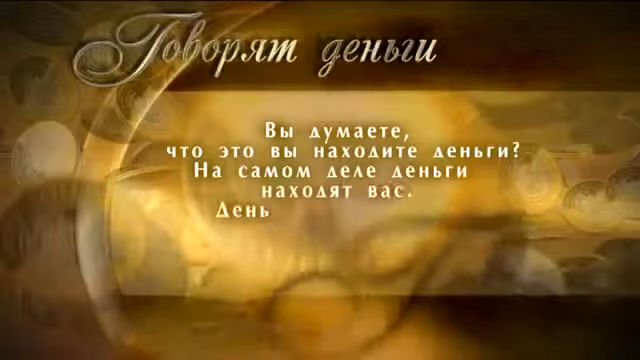 Говорят деньги
Вы думаете,
что это вы находите деньги?
На самом деле деньги
находят вас.
День